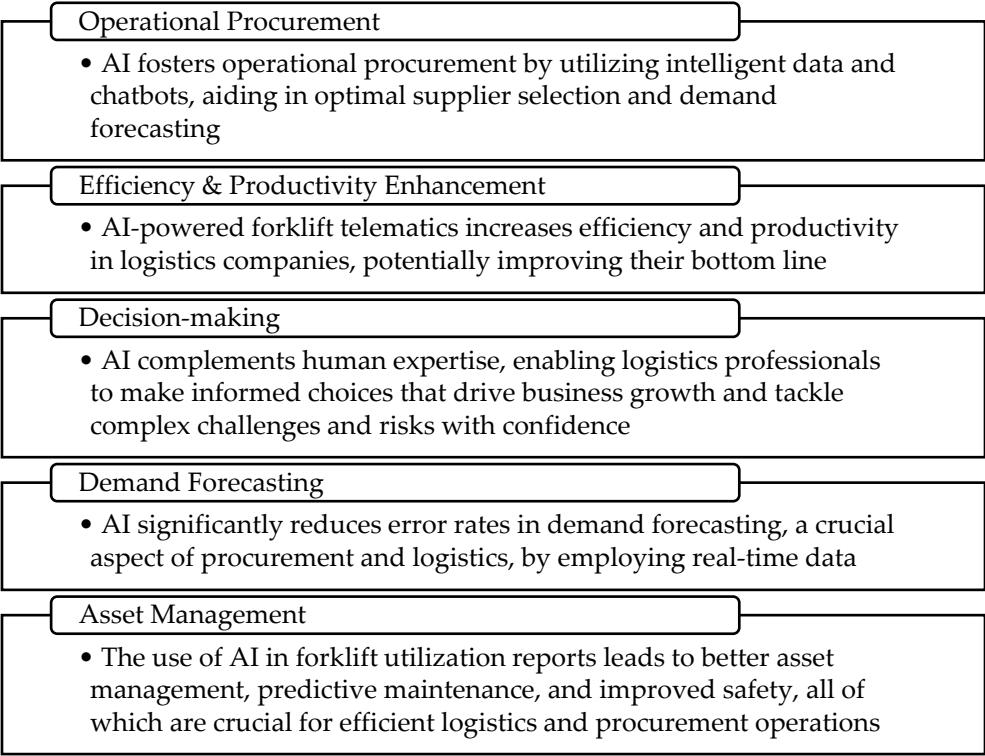 Operational Procurement
• AI fosters operational procurement by utilizing intelligent data and
chatbots, aiding in optimal supplier selection and demand
forecasting
Efficiency & Productivity Enhancement
• AI-powered forklift telematics increases efficiency and productivity
in logistics companies, potentially improving their bottom line
Decision-making
• AI complements human expertise, enabling logistics professionals
to make informed choices that drive business growth and tackle
complex challenges and risks with confidence
Demand Forecasting
• AI significantly reduces error rates in demand forecasting, a crucial
aspect of procurement and logistics, by employing real-time data
Asset Management
• The use of AI in forklift utilization reports leads to better asset
management, predictive maintenance, and improved safety, all of
which are crucial for efficient logistics and procurement operations